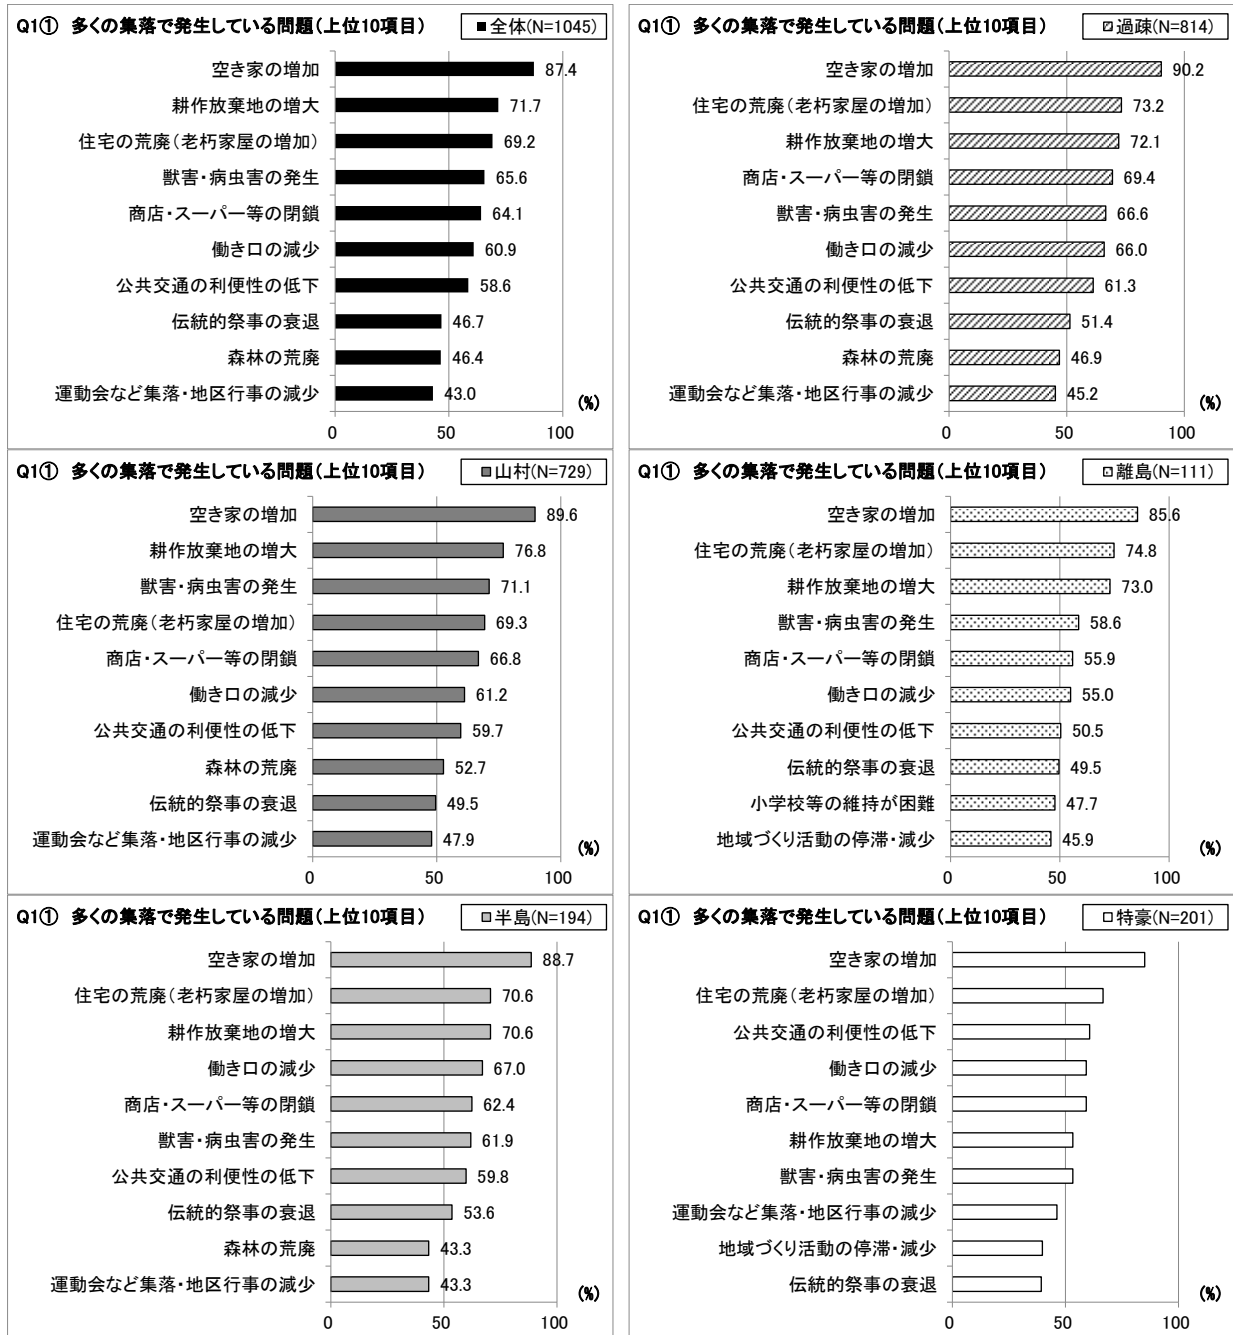 Q1① 多くの集落で発生している問題(上位10項目)
■全体(N=1045)
空き家の増加 87.4
耕作放棄地の増大 71.7
住宅の荒廃(老朽家屋の増加) 69.2
獣害・病虫害の発生 65.6
商店・スーパー等の閉鎖 64.1
働き口の減少 60.9
公共交通の利便性の低下 58.6
伝統的祭事の衰退 46.7
森林の荒廃 46.4
運動会など集落・地区行事の減少 43.0
(%)
0 50 100
Q1① 多くの集落で発生している問題(上位10項目)
過疎(N=814)
空き家の増加 90.2
住宅の荒廃(老朽家屋の増加) 73.2
耕作放棄地の増大 72.1
商店・スーパー等の閉鎖 69.4
獣害・病虫害の発生 66.6
働き口の減少 66.0
公共交通の利便性の低下 61.3
伝統的祭事の衰退 51.4
森林の荒廃 46.9
運動会など集落・地区行事の減少 45.2
(%)
0 50 100
Q1① 多くの集落で発生している問題(上位10項目)
山村(N=729)
空き家の増加 89.6
耕作放棄地の増大 76.8
獣害・病虫害の発生 71.1
住宅の荒廃(老朽家屋の増加) 69.3
商店・スーパー等の閉鎖 66.8
働き口の減少 61.2
公共交通の利便性の低下 59.7
森林の荒廃 52.7
伝統的祭事の衰退 49.5
運動会など集落・地区行事の減少 47.9
(%)
0 50 100
Q1① 多くの集落で発生している問題(上位10項目)
離島(N=111)
空き家の増加 85.6
住宅の荒廃(老朽家屋の増加) 74.8
耕作放棄地の増大 73.0
獣害・病虫害の発生 58.6
商店・スーパー等の閉鎖 55.9
働き口の減少 55.0
公共交通の利便性の低下 50.5
伝統的祭事の衰退 49.5
小学校等の維持が困難 47.7
地域づくり活動の停滞・減少 45.9
(%)
0 50 100
Q1① 多くの集落で発生している問題(上位10項目)
半島(N=194)
空き家の増加 88.7
住宅の荒廃(老朽家屋の増加) 70.6
耕作放棄地の増大 70.6
働き口の減少 67.0
商店・スーパー等の閉鎖 62.4
獣害・病虫害の発生 61.9
公共交通の利便性の低下 59.8
伝統的祭事の衰退 53.6
森林の荒廃 43.3
運動会など集落・地区行事の減少 43.3
(%)
0 50 100
Q1① 多くの集落で発生している問題(上位10項目)
特豪(N=201)
空き家の増加
住宅の荒廃(老朽家屋の増加)
公共交通の利便性の低下
働き口の減少
商店・スーパー等の閉鎖
耕作放棄地の増大
獣害・病虫害の発生
運動会など集落・地区行事の減少
地域づくり活動の停滞・減少
伝統的祭事の衰退
(%)
0 50 100